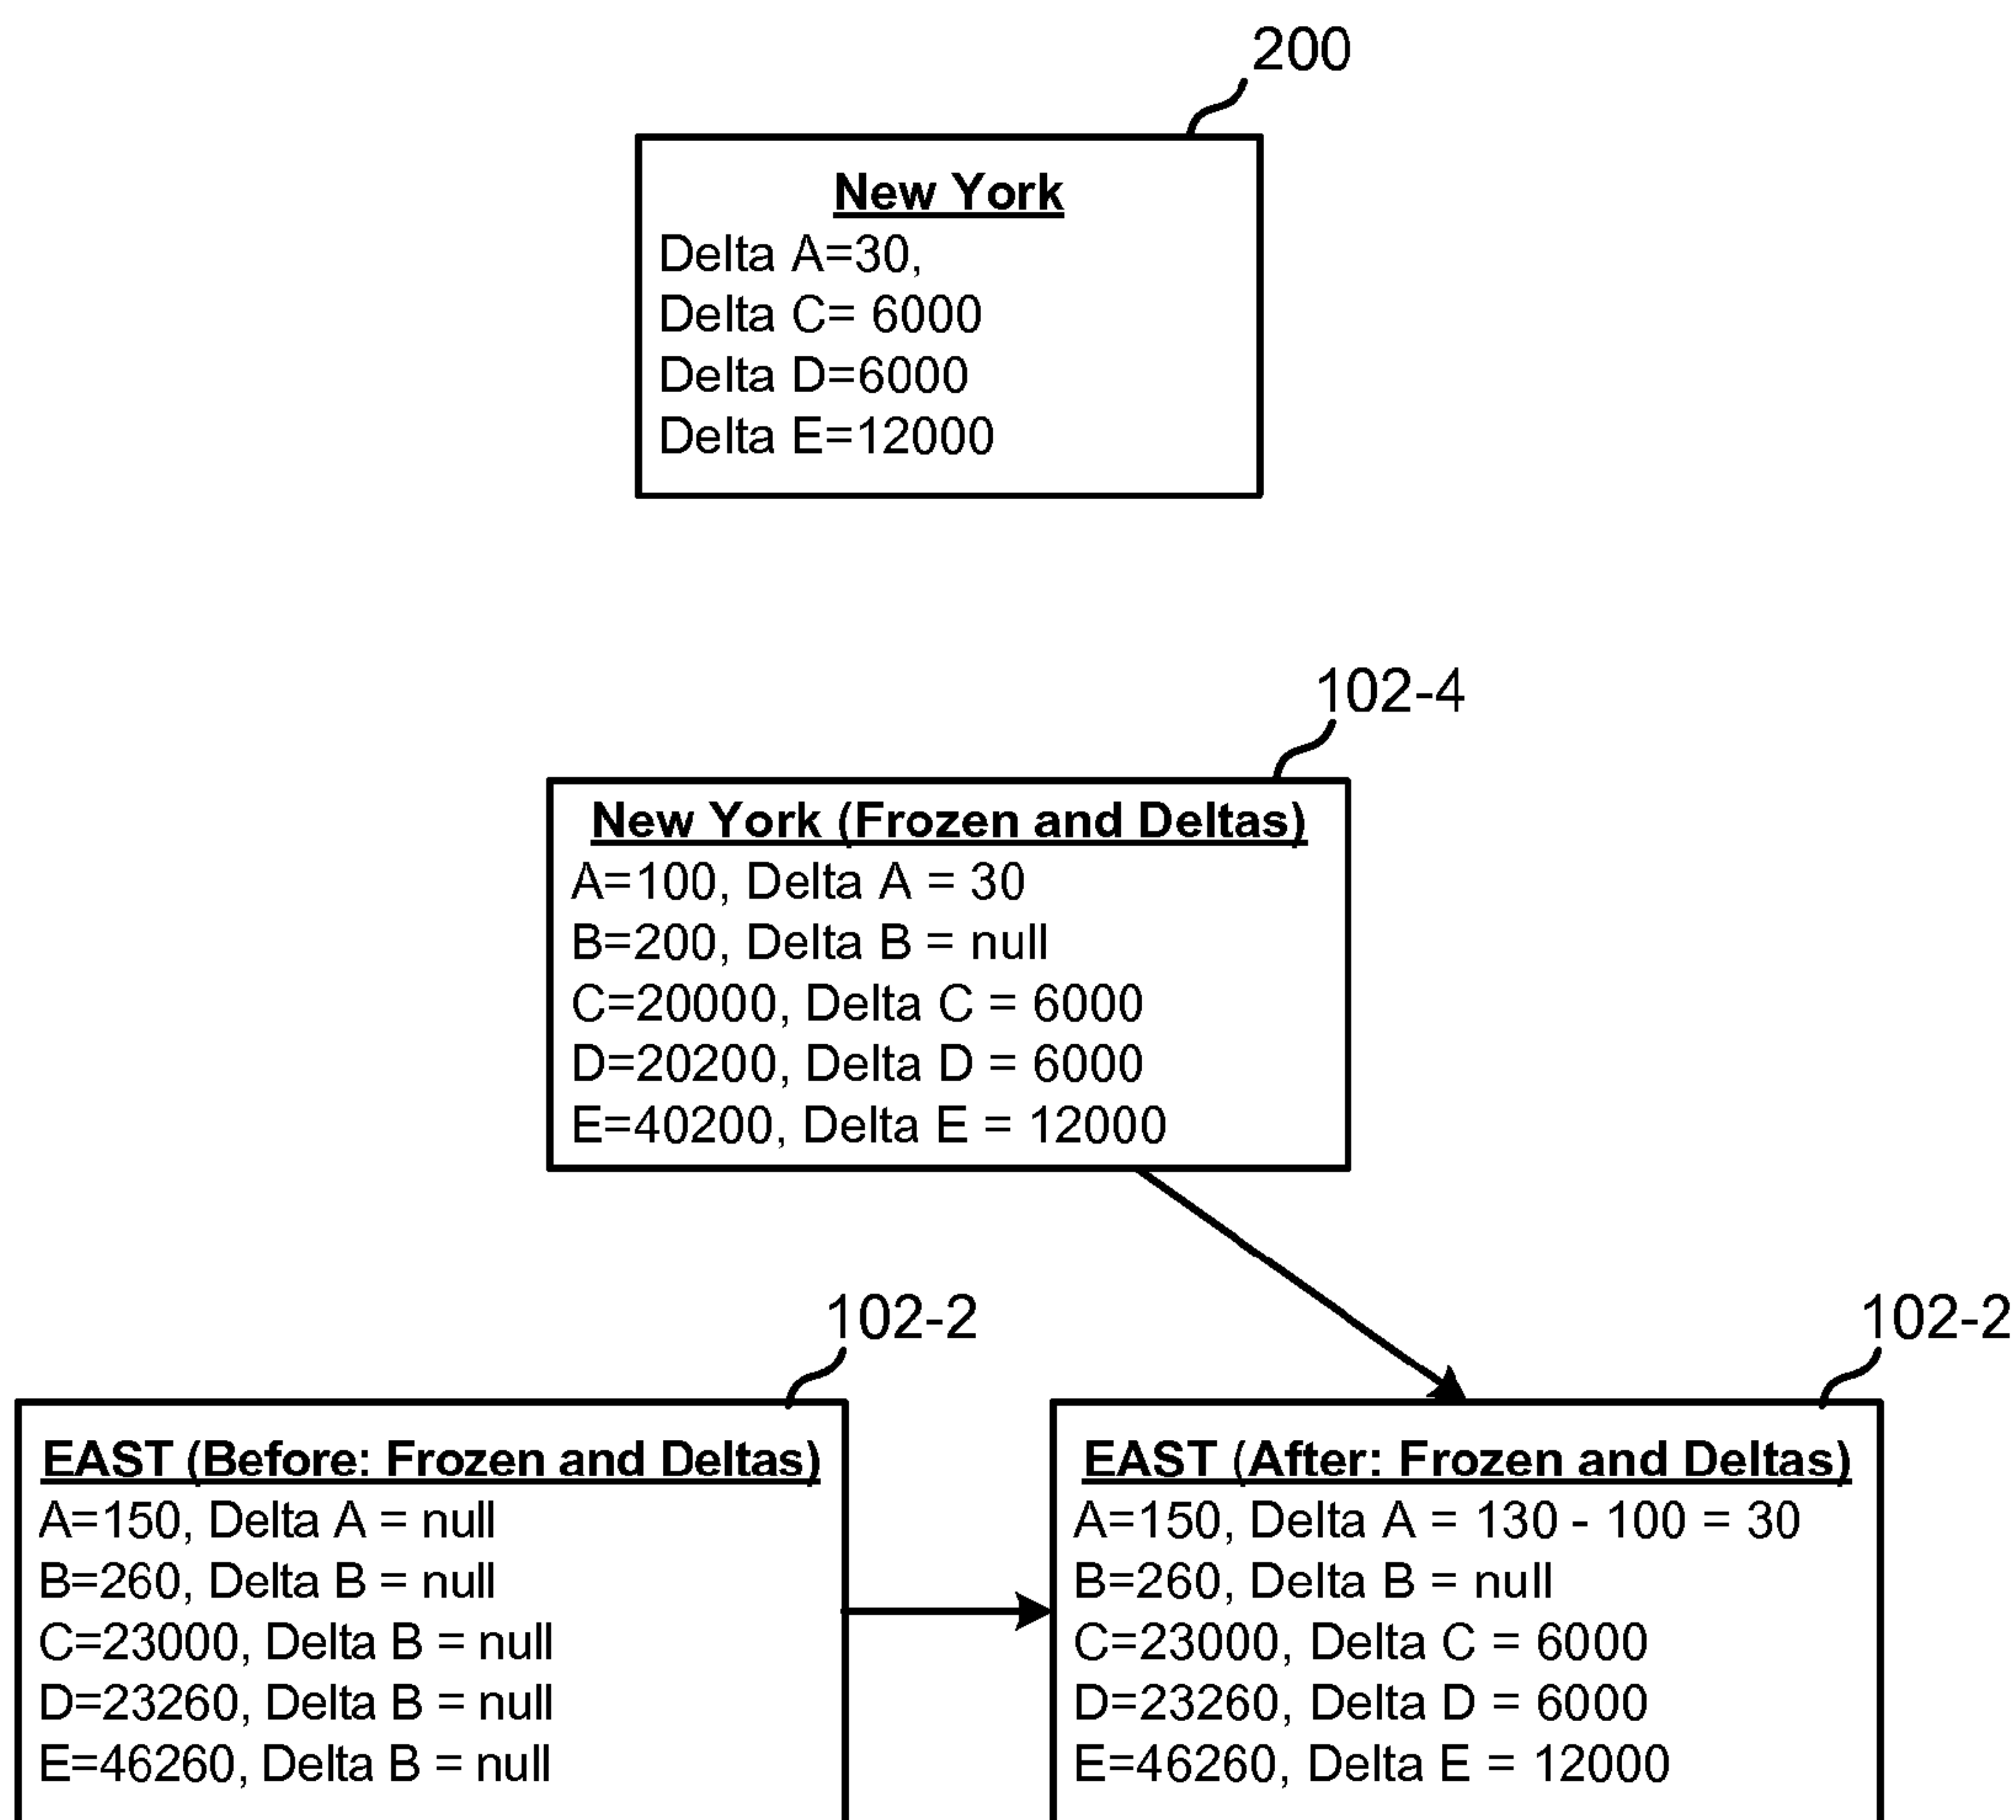 200
New York
Delta A=30,
Delta C= 6000
Delta D=6000
Delta E=12000
102-4
New York (Frozen and Deltas)
A=100, Delta A = 30
B=200, Delta B = null
C=20000, Delta C = 6000
D=20200, Delta D = 6000
E=40200, Delta E = 12000
102-2
EAST (Before: Frozen and Deltas)
A=150, Delta A = null
B=260, Delta B = null
C=23000, Delta B = null
D=23260, Delta B = null
E=46260, Delta B = null
102-2
EAST (After: Frozen and Deltas)
A=150, Delta A = 130 - 100 = 30
B=260, Delta B = null
C=23000, Delta C = 6000
D=23260, Delta D = 6000
E=46260, Delta E = 12000